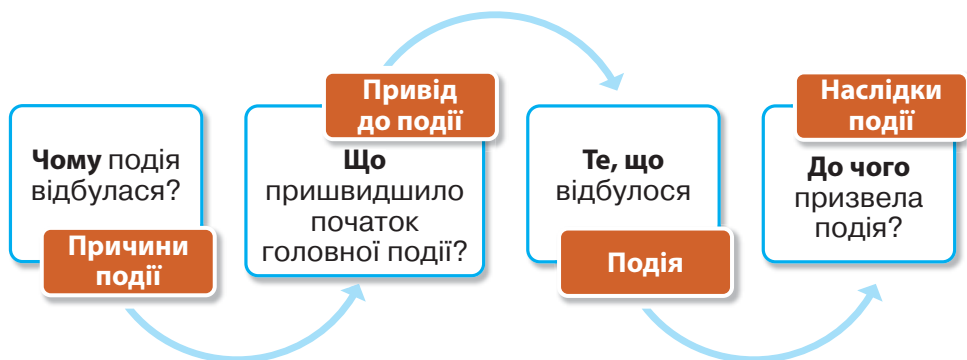 Чому подія
відбулася?
Причини
події
Привід
до події
Що
пришвидшило
початок
головної події?
Те, що
відбулося
Подія
Наслідки
події
До чого
призвела
подія?